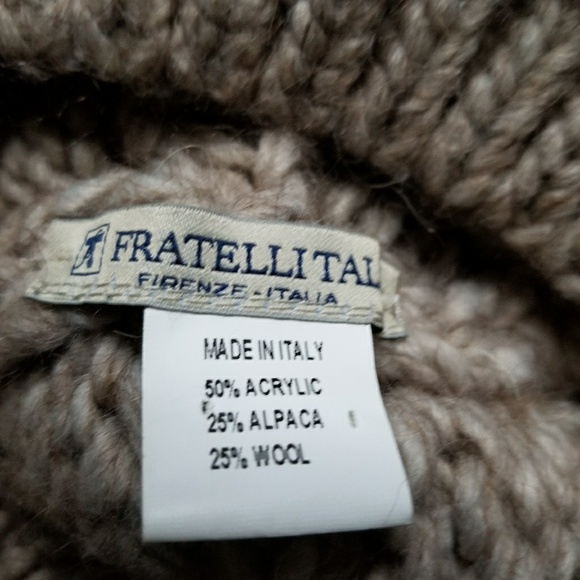 FRATELLI TAL
FIRENZE - ITALIA
MADE IN ITALY
50% ACRYLIC
25% ALPACA
25% WOOL